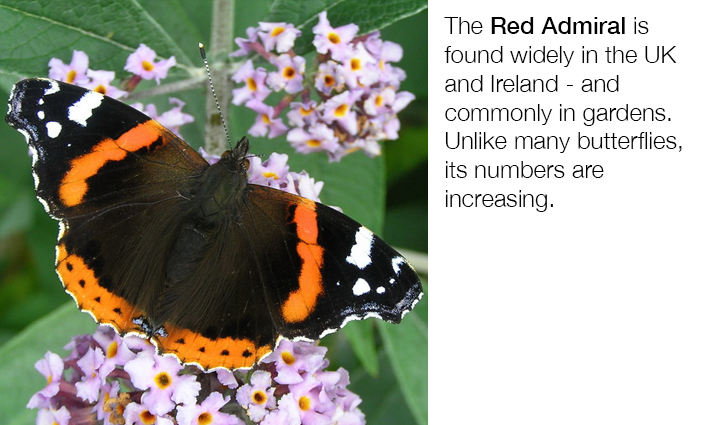 The Red Admiral is
found widely in the UK
and Ireland - and
commonly in gardens.
Unlike many butterflies,
its numbers are
increasing.